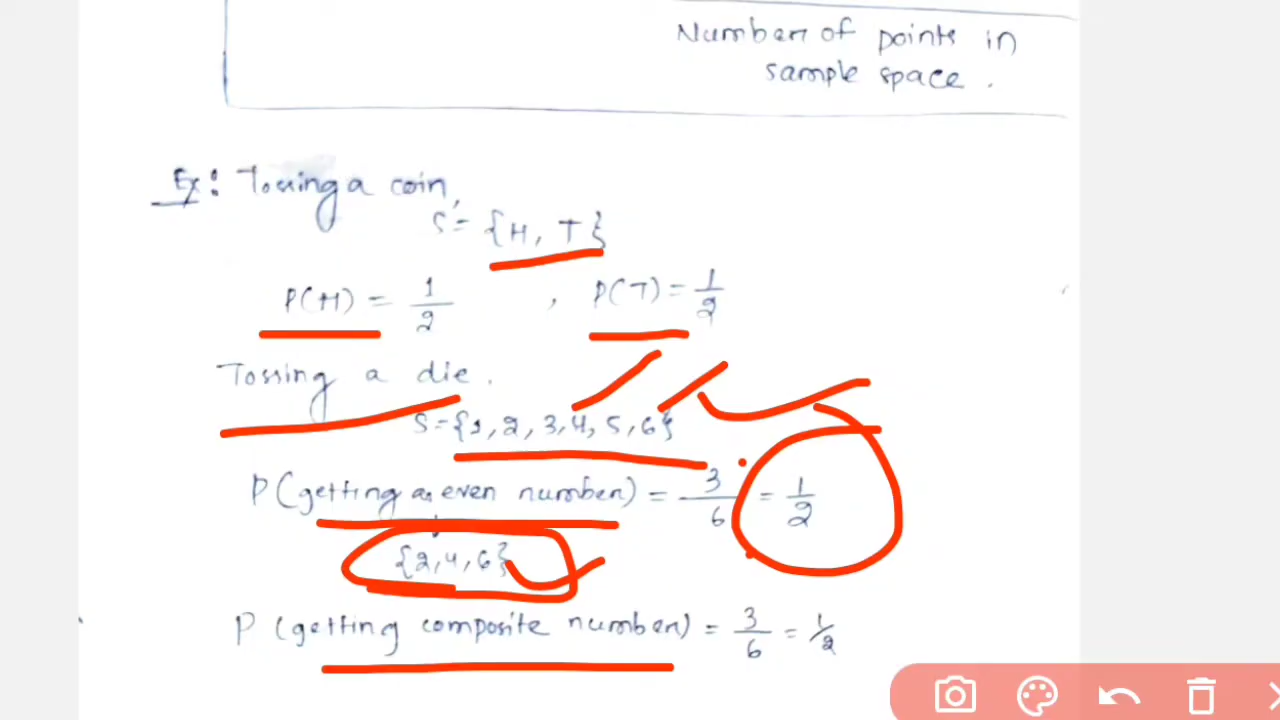 Number of points in
sample space.
Ex: Tossing a coin,
S = {H, T}
P(H) = 1/2 , P(T) = 1/2
Tossing a die.
S = {1, 2, 3, 4, 5, 6}
P (getting an even number) = 3/6 = 1/2
{2, 4, 6}
P (getting composite number) = 3/6 = 1/2